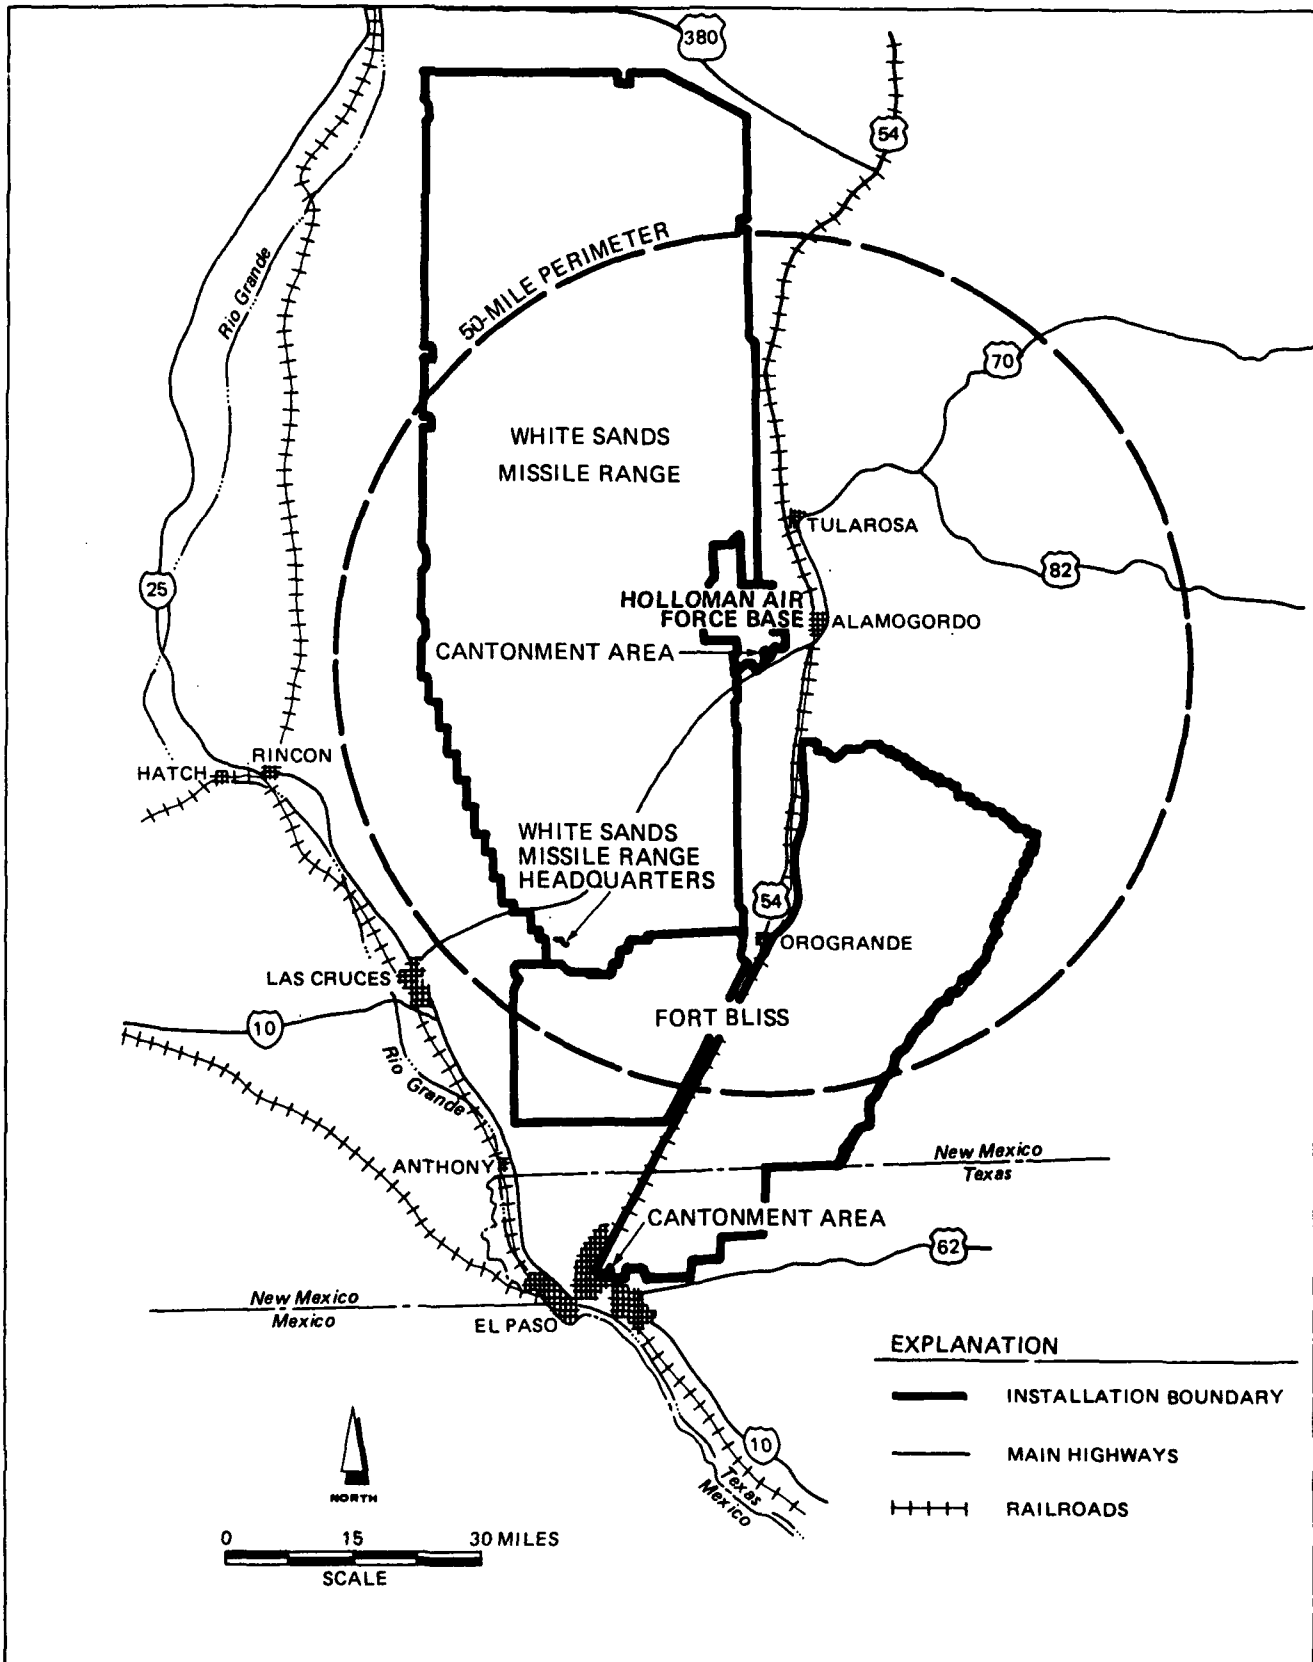 380
54
Rio Grande
50-MILE PERIMETER
70
WHITE SANDS
MISSILE RANGE
TULAROSA
82
25
HOLLOMAN AIR
FORCE BASE
ALAMOGORDO
CANTONMENT AREA
RINCON
HATCH
WHITE SANDS
MISSILE RANGE
HEADQUARTERS
54
OROGRANDE
LAS CRUCES
10
FORT BLISS
Rio Grande
New Mexico
Texas
ANTHONY
CANTONMENT AREA
62
New Mexico
Mexico
EL PASO
EXPLANATION
INSTALLATION BOUNDARY
MAIN HIGHWAYS
RAILROADS
10
Texas
Mexico
NORTH
0 15 30 MILES
SCALE